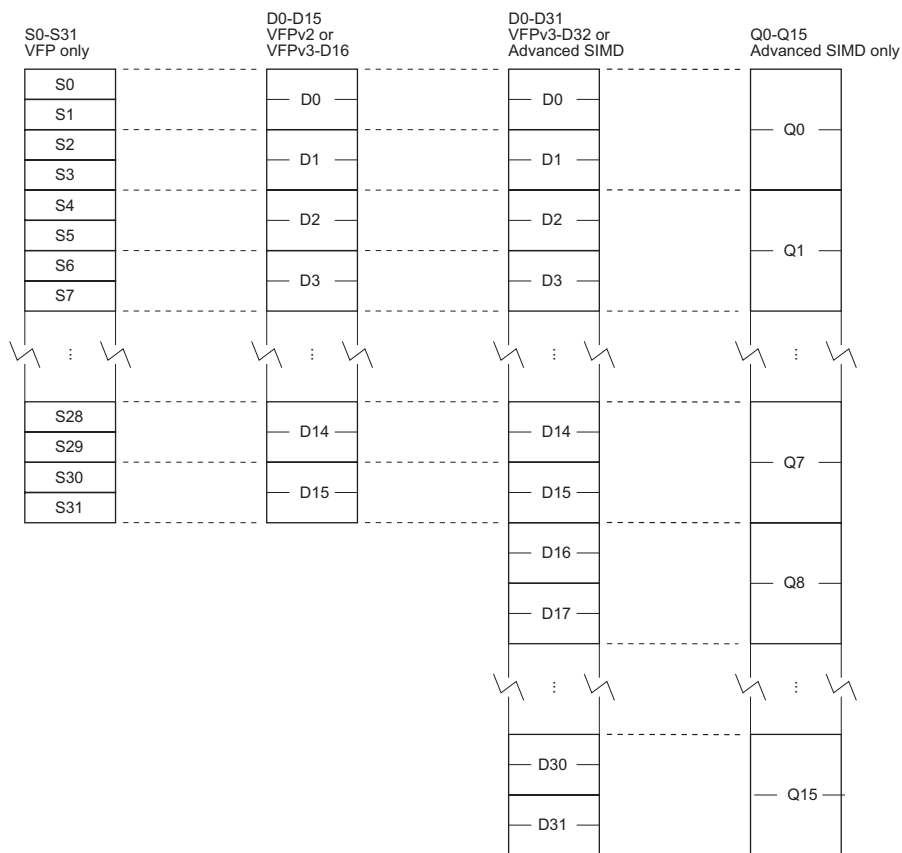 S0-S31
VFP only
D0-D15
VFPv2 or
VFPv3-D16
D0-D31
VFPv3-D32 or
Advanced SIMD
Q0-Q15
Advanced SIMD only
S0
S1
S2
S3
S4
S5
S6
S7
...
S28
S29
S30
S31
D0
D1
D2
D3
...
D14
D15
D0
D1
D2
D3
...
D14
D15
D16
D17
...
D30
D31
Q0
Q1
...
Q7
Q8
...
Q15